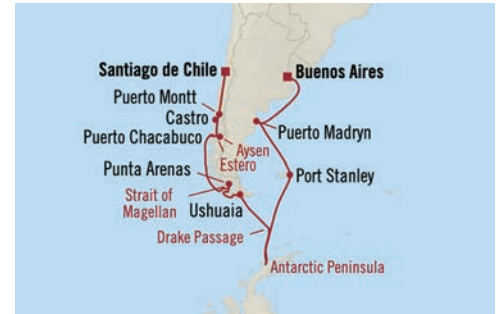 Santiago de Chile
Buenos Aires
Puerto Montt
Castro
Puerto Chacabuco
Puerto Madryn
Aysen
Estero
Punta Arenas
Port Stanley
Strait of
Magellan
Ushuaia
Drake Passage
Antarctic Peninsula